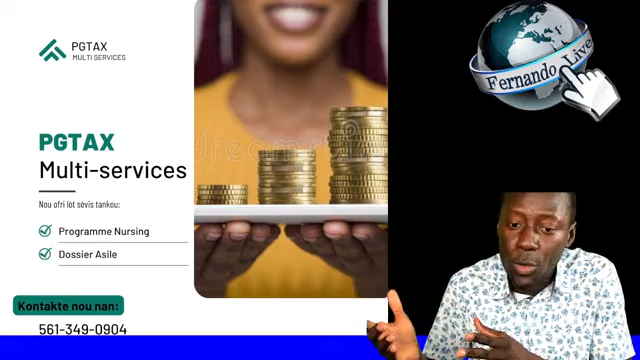 PGTAX
MULTI SERVICES
PGTAX
Multi-services
Nou ofri lòt sèvis tankou:
Programme Nursing
Dossier Asile
Kontakte nou nan:
561-349-0904
Fernando Live
dreamstime